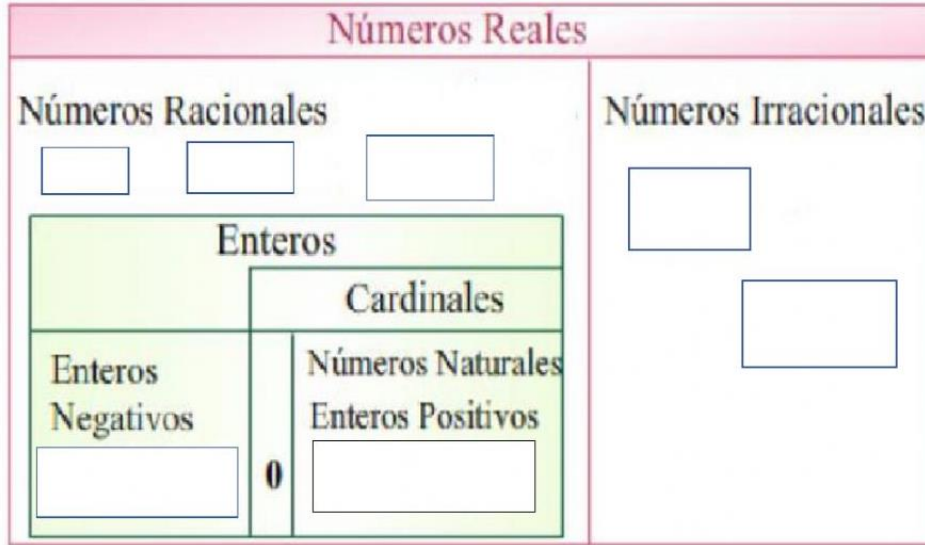 Números Reales
Números Racionales
Números Irracionales
Enteros
Cardinales
Enteros
Negativos
0
Números Naturales
Enteros Positivos